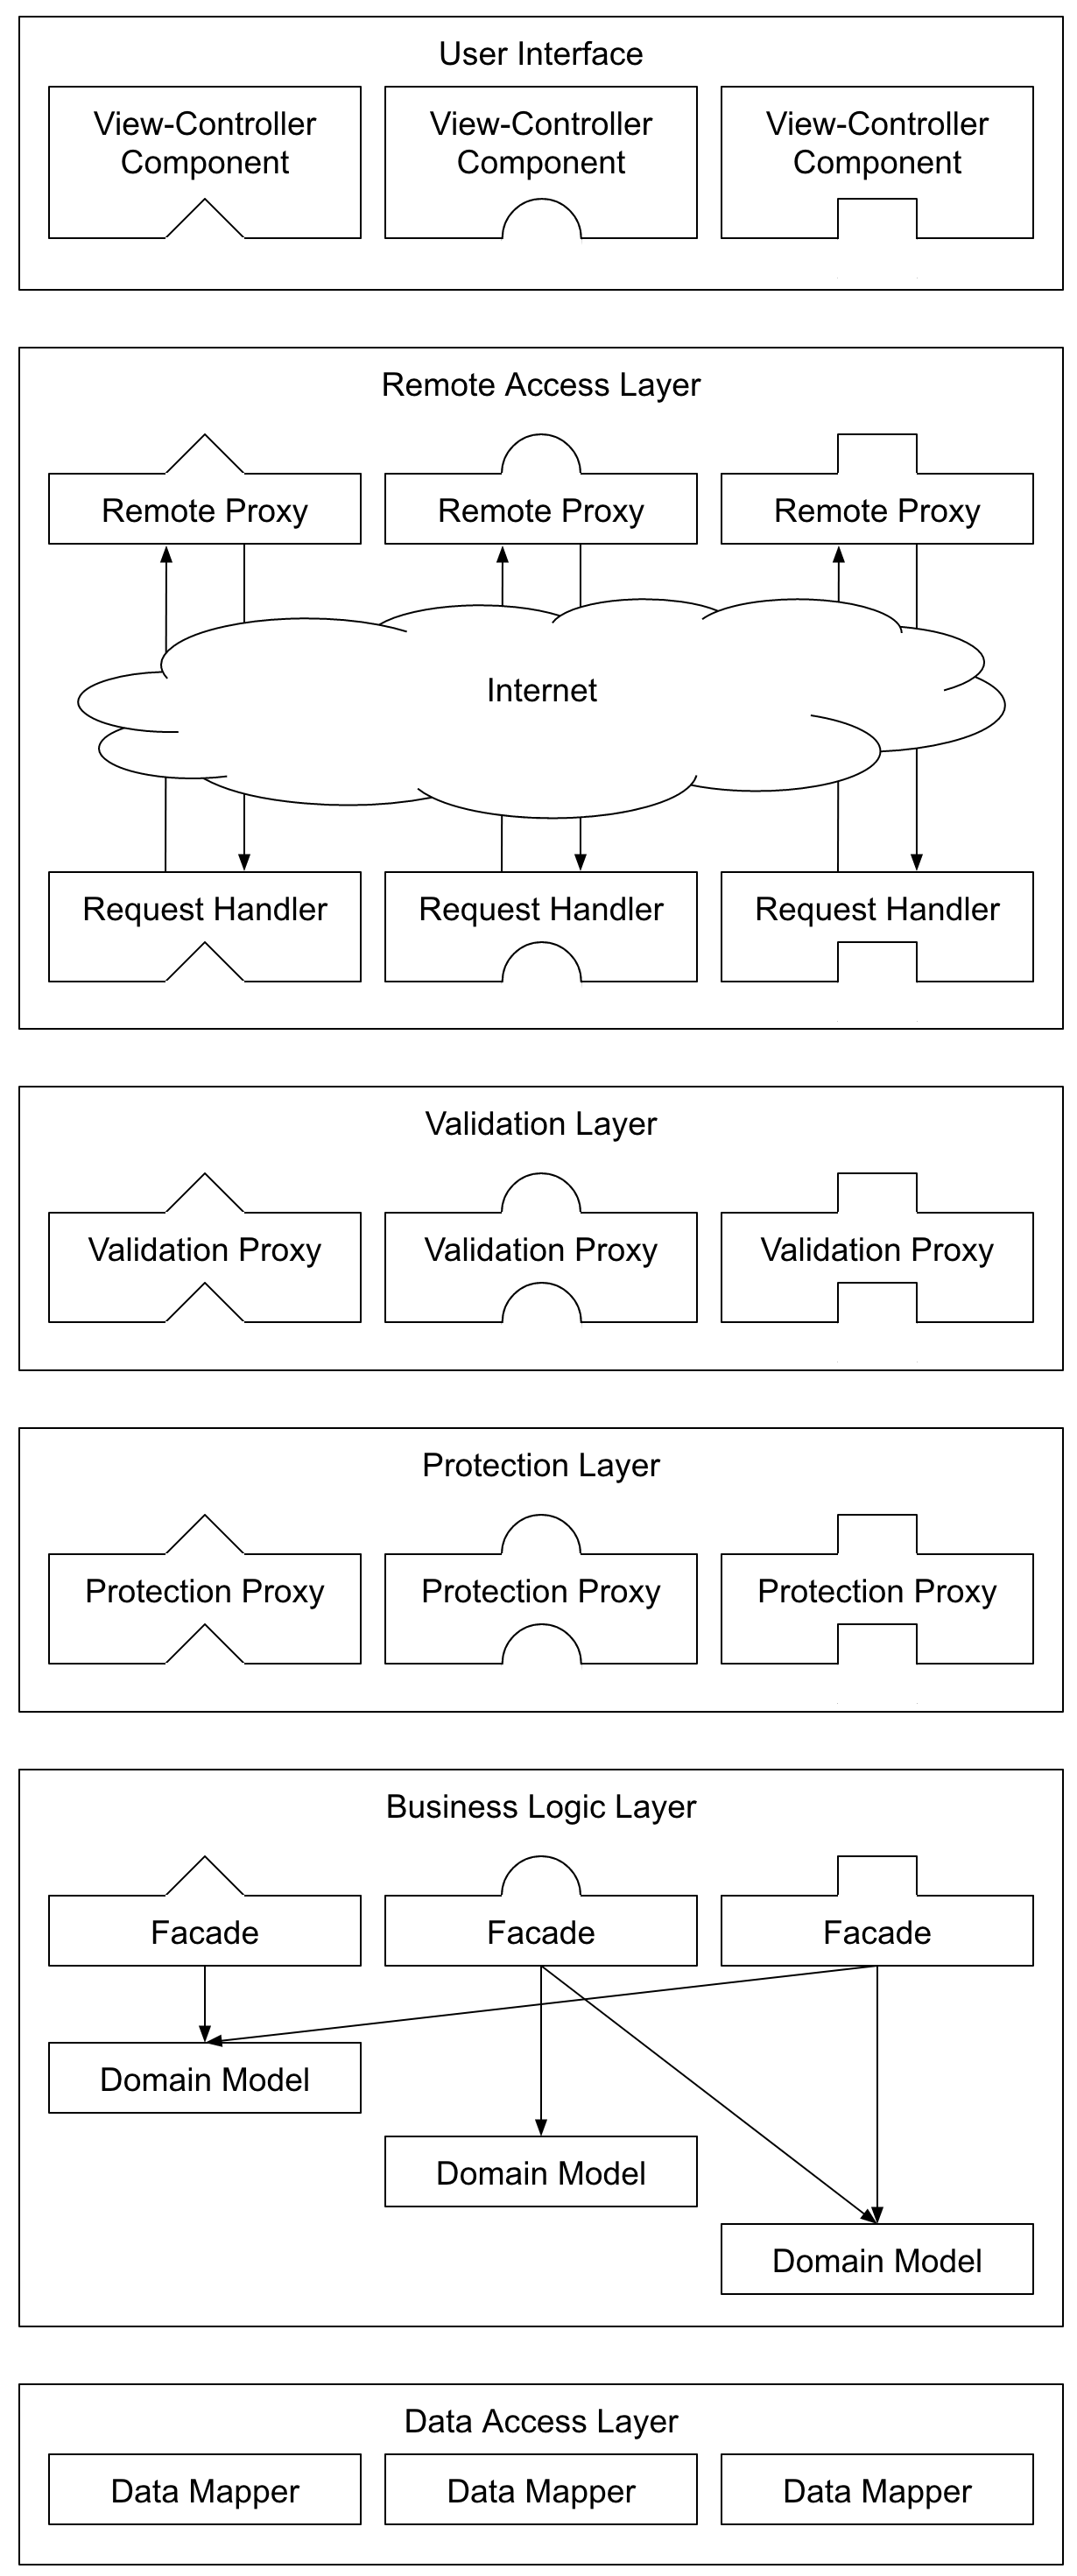 User Interface
View-Controller
Component
View-Controller
Component
View-Controller
Component
Remote Access Layer
Remote Proxy
Remote Proxy
Remote Proxy
Internet
Request Handler
Request Handler
Request Handler
Validation Layer
Validation Proxy
Validation Proxy
Validation Proxy
Protection Layer
Protection Proxy
Protection Proxy
Protection Proxy
Business Logic Layer
Facade
Facade
Facade
Domain Model
Domain Model
Domain Model
Data Access Layer
Data Mapper
Data Mapper
Data Mapper